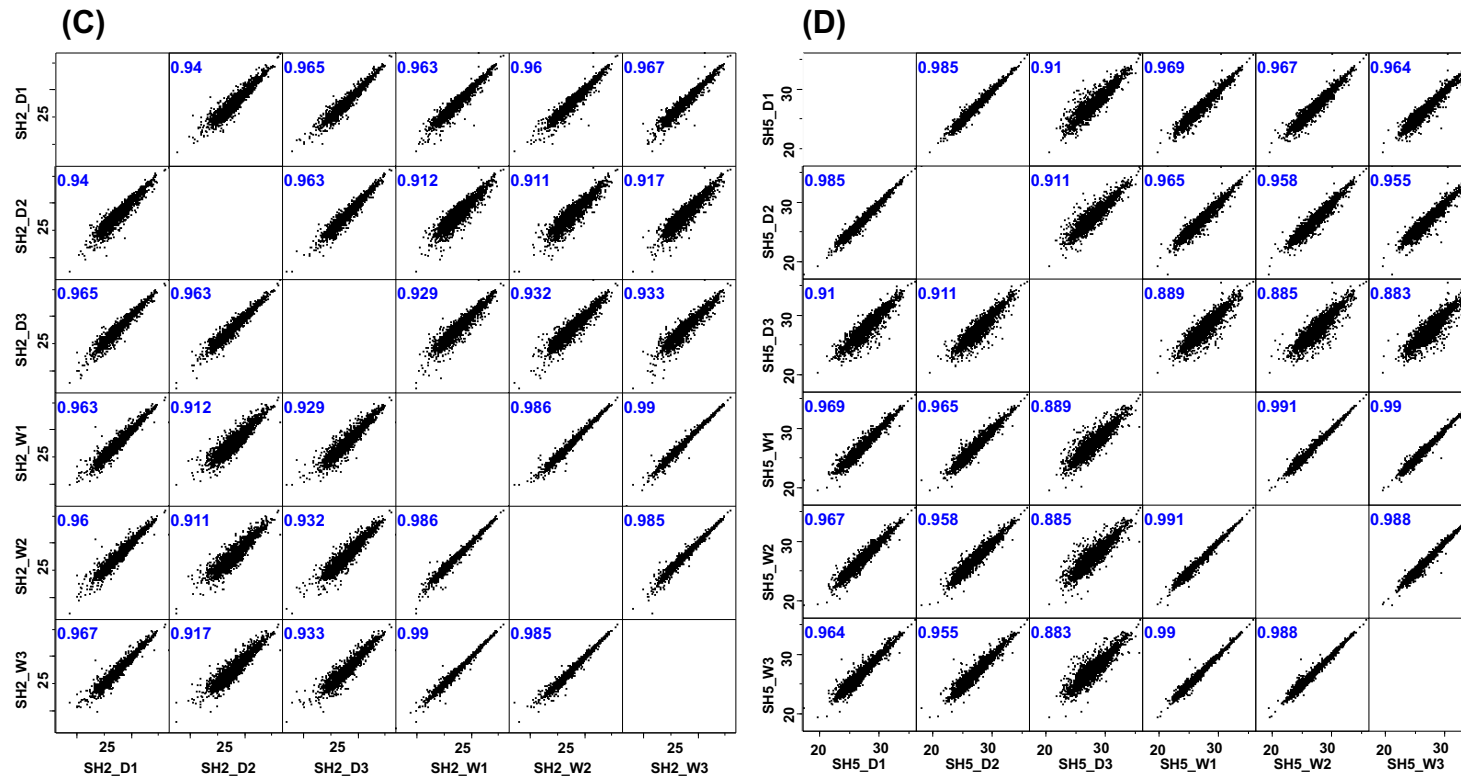 (C) (D)
0.94 0.965 0.963 0.96 0.967
SH2_D1
25
0.985 0.91 0.969 0.967 0.964
SH5_D1
20 30
0.94 0.963 0.912 0.911 0.917
SH2_D2
25
0.985 0.911 0.965 0.958 0.955
SH5_D2
20 30
0.965 0.963 0.929 0.932 0.933
SH2_D3
25
0.91 0.911 0.889 0.885 0.883
SH5_D3
20 30
0.963 0.912 0.929 0.986 0.99
SH2_W1
25
0.969 0.965 0.889 0.991 0.99
SH5_W1
20 30
0.96 0.911 0.932 0.986 0.985
SH2_W2
25
0.967 0.958 0.885 0.991 0.988
SH5_W2
20 30
0.967 0.917 0.933 0.99 0.985
SH2_W3
25
0.964 0.955 0.883 0.99 0.988
SH5_W3
20 30
25 25 25 25 25 25
SH2_D1 SH2_D2 SH2_D3 SH2_W1 SH2_W2 SH2_W3
20 30 20 30 20 30 20 30 20 30 20 30
SH5_D1 SH5_D2 SH5_D3 SH5_W1 SH5_W2 SH5_W3